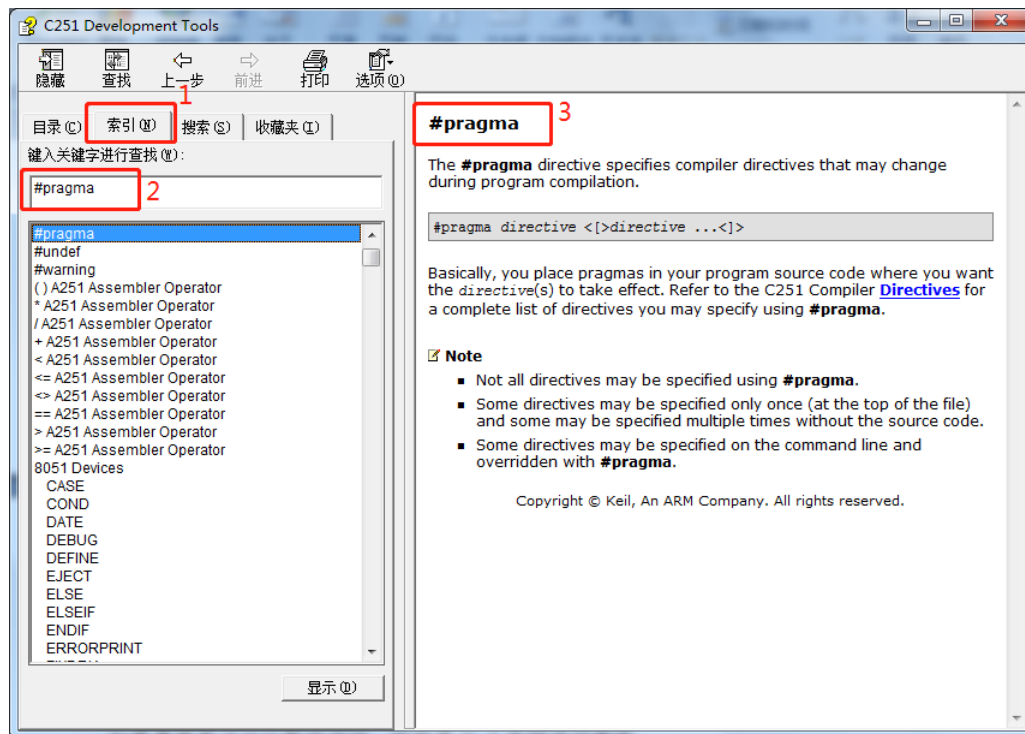 C251 Development Tools
隐藏 查找 上一步 前进 打印 选项(O)
1
目录(C) 索引(N) 搜索(S) 收藏夹(I)
键入关键字进行查找(W):
#pragma
2
#pragma
#undef
#warning
( ) A251 Assembler Operator
* A251 Assembler Operator
/ A251 Assembler Operator
+ A251 Assembler Operator
< A251 Assembler Operator
<= A251 Assembler Operator
<> A251 Assembler Operator
== A251 Assembler Operator
> A251 Assembler Operator
>= A251 Assembler Operator
8051 Devices
CASE
COND
DATE
DEBUG
DEFINE
EJECT
ELSE
ELSEIF
ENDIF
ERRORPRINT
显示(D)
#pragma
3
The #pragma directive specifies compiler directives that may change
during program compilation.
#pragma directive <[>directive ...<]>
Basically, you place pragmas in your program source code where you want
the directive(s) to take effect. Refer to the C251 Compiler Directives for
a complete list of directives you may specify using #pragma.
Note
Not all directives may be specified using #pragma.
Some directives may be specified only once (at the top of the file)
and some may be specified multiple times without the source code.
Some directives may be specified on the command line and
overridden with #pragma.
Copyright © Keil, An ARM Company. All rights reserved.